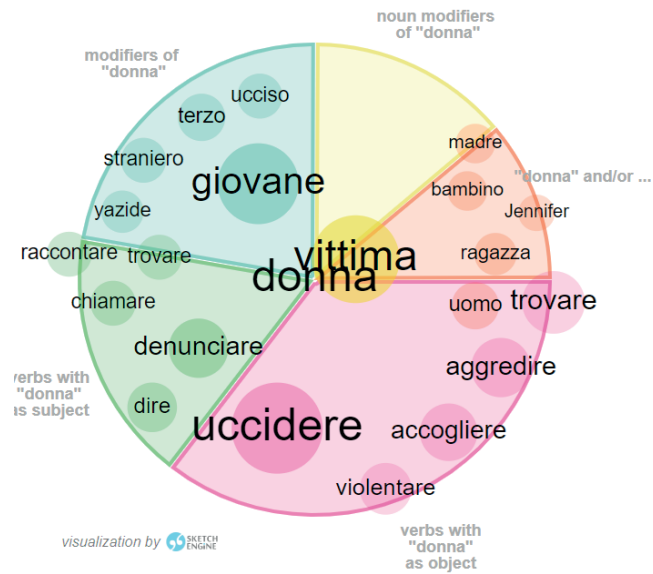 noun modifiers
of "donna"
modifiers of
"donna"
ucciso
terzo
straniero
giovane
yazide
madre
"donna" and/or ...
bambino
Jennifer
ragazza
vittima
donna
raccontare
trovare
chiamare
denunciare
dire
verbs with
"donna"
as subject
uomo
trovare
aggredire
uccidere
accogliere
violentare
verbs with
"donna"
as object
visualization by SKETCH
ENGINE